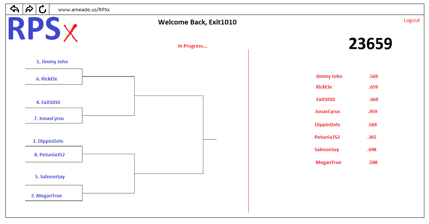 www.ameade.us/RPSx
RPSx
Welcome Back, Exit1010
Logout
In Progress...
23659
1. Jimmy John
6. RickEle
4. Exit1010
7. JonasCyrus
3. DippinDots
8. Petunia352
5. SalmonSay
2. MeganTrue
Jimmy John .569
RickEle .659
Exit1010 .669
JonasCyrus .459
DippinDots .569
Petunia352 .365
SalmonSay .698
MeganTrue .598